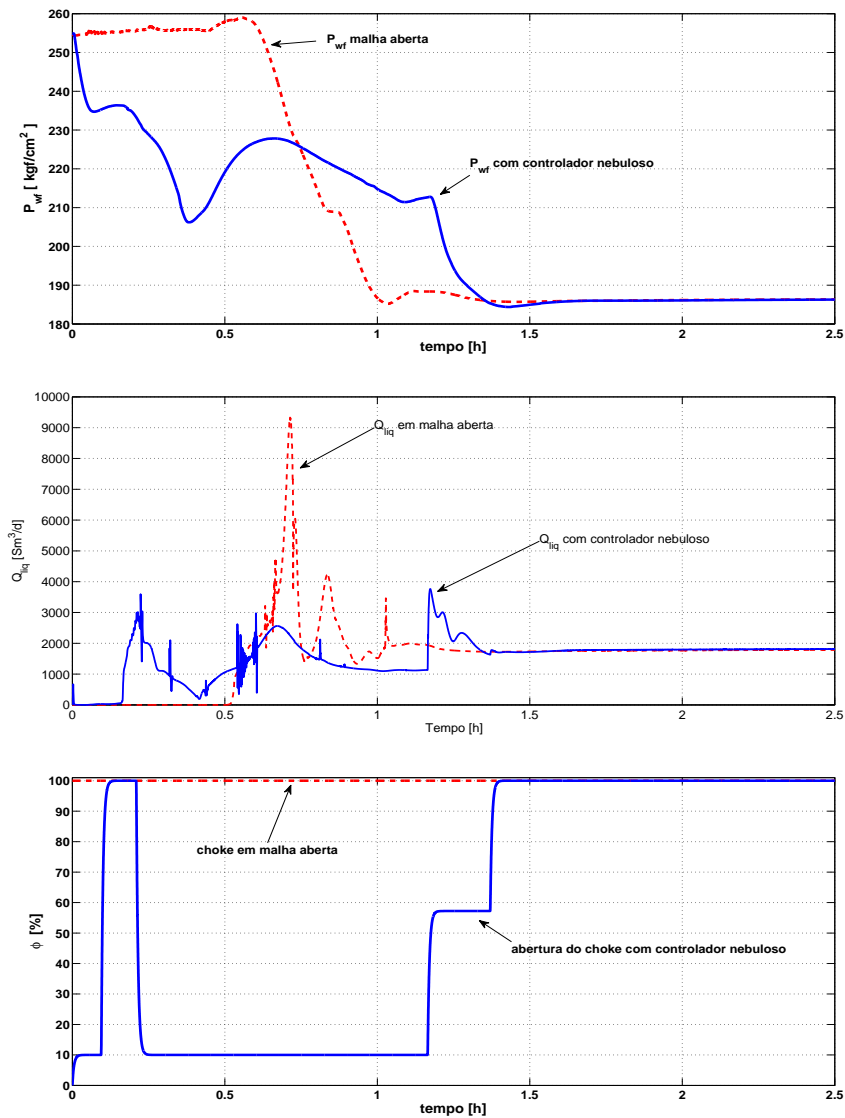 260
250
240
230
220
210
200
190
180
P_wf [ kgf/cm²]
P_wf malha aberta
P_wf com controlador nebuloso
0 0.5 1 1.5 2 2.5
tempo [h]
10000
9000
8000
7000
6000
5000
4000
3000
2000
1000
0
Q_liq [Sm³/d]
Q_liq em malha aberta
Q_liq com controlador nebuloso
0 0.5 1 1.5 2 2.5
Tempo [h]
100
90
80
70
60
50
40
30
20
10
0
ϕ [%]
choke em malha aberta
abertura do choke com controlador nebuloso
0 0.5 1 1.5 2 2.5
tempo [h]